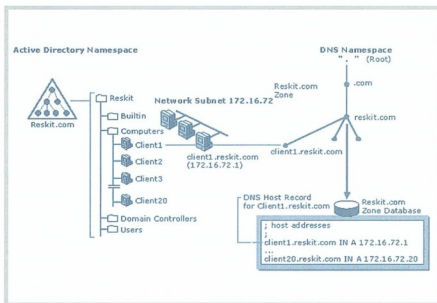 Active Directory Namespace
Reskit.com
Reskit
Builtin
Computers
Client1
Client2
Client3
Client20
Domain Controllers
Users
Network Subnet 172.16.72
client1.reskit.com
(172.16.72.1)
DNS Namespace
" . " (Root)
.com
Reskit.com
Zone
reskit.com
client1.reskit.com
DNS Host Record
for Client1.reskit.com
Reskit.com
Zone Database
; host addresses
;
client1.reskit.com IN A 172.16.72.1
...
client20.reskit.com IN A 172.16.72.20